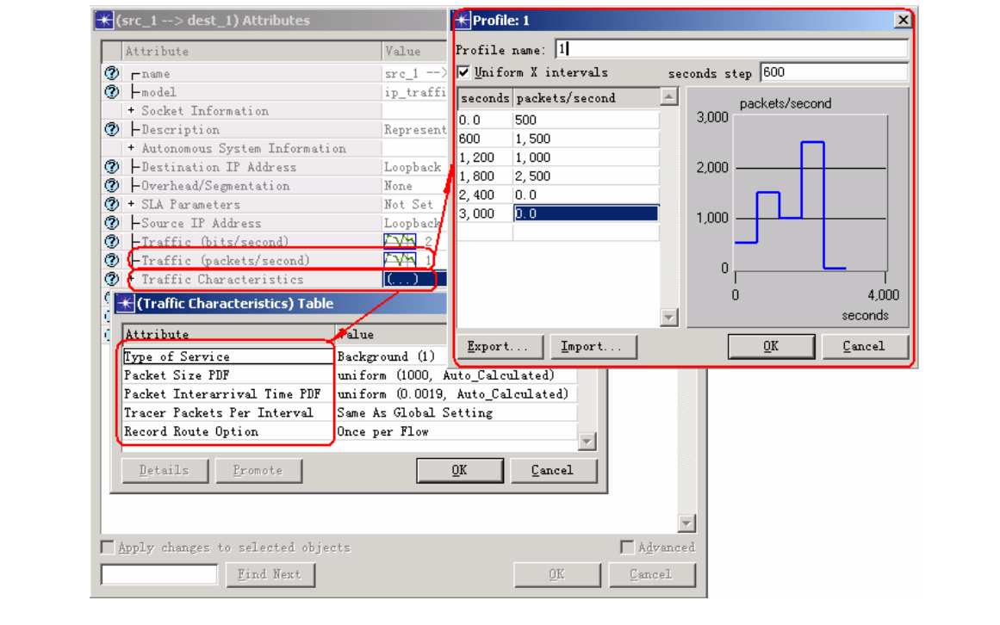 (src_1 --> dest_1) Attributes
Attribute Value
name src_1 -->
model ip_traffi
+ Socket Information
Description Represent
+ Autonomous System Information
Destination IP Address Loopback
Overhead/Segmentation None
+ SLA Parameters Not Set
Source IP Address Loopback
Traffic (bits/second) 2
Traffic (packets/second) 1
+ Traffic Characteristics (...)
(Traffic Characteristics) Table
Attribute Value
Type of Service Background (1)
Packet Size PDF uniform (1000, Auto_Calculated)
Packet Interarrival Time PDF uniform (0.0019, Auto_Calculated)
Tracer Packets Per Interval Same As Global Setting
Record Route Option Once per Flow
Details Promote OK Cancel
Apply changes to selected objects Advanced
Find Next OK Cancel
Profile: 1
Profile name: 1
Uniform X intervals seconds step 600
seconds packets/second
0.0 500
600 1,500
1,200 1,000
1,800 2,500
2,400 0.0
3,000 0.0
packets/second
3,000
2,000
1,000
0
0 4,000
seconds
Export... Import... OK Cancel